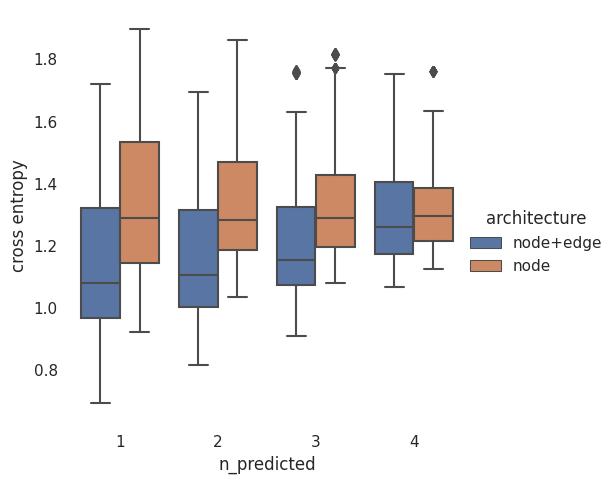 1.8
1.6
1.4
1.2
1.0
0.8
cross entropy
1 2 3 4
n_predicted
architecture
node+edge
node